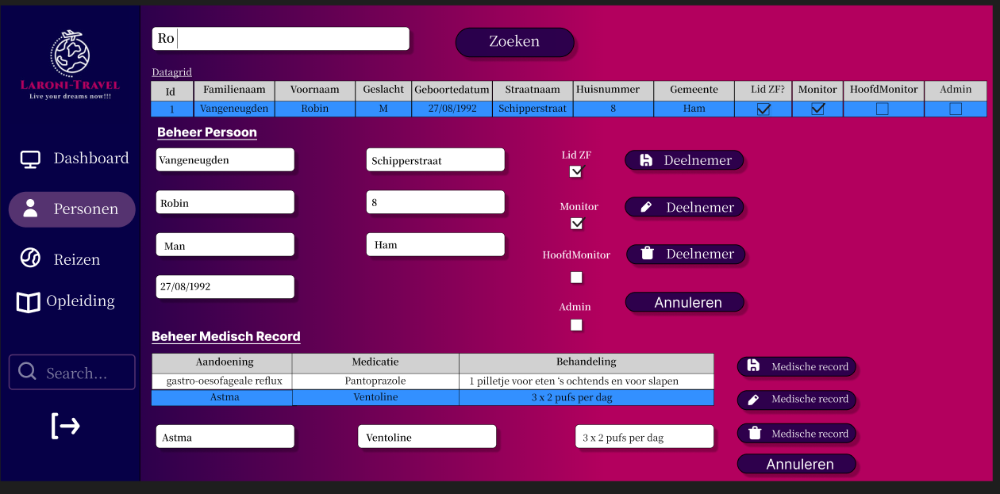 LARONI-TRAVEL
Live your dreams now!!!
Dashboard
Personen
Reizen
Opleiding
Search...
Ro
Zoeken
Datagrid
Id Familienaam Voornaam Geslacht Geboortedatum Straatnaam Huisnummer Gemeente Lid ZF? Monitor HoofdMonitor Admin
1 Vangeneugden Robin M 27/08/1992 Schipperstraat 8 Ham
Beheer Persoon
Vangeneugden Schipperstraat Lid ZF Deelnemer
Robin 8 Monitor Deelnemer
Man Ham HoofdMonitor Deelnemer
27/08/1992 Admin Annuleren
Beheer Medisch Record
Aandoening Medicatie Behandeling Medische record
gastro-oesofageale reflux Pantoprazole 1 pilletje voor eten ‘s ochtends en voor slapen
Astma Ventoline 3 x 2 pufs per dag Medische record
Astma Ventoline 3 x 2 pufs per dag Medische record
Annuleren